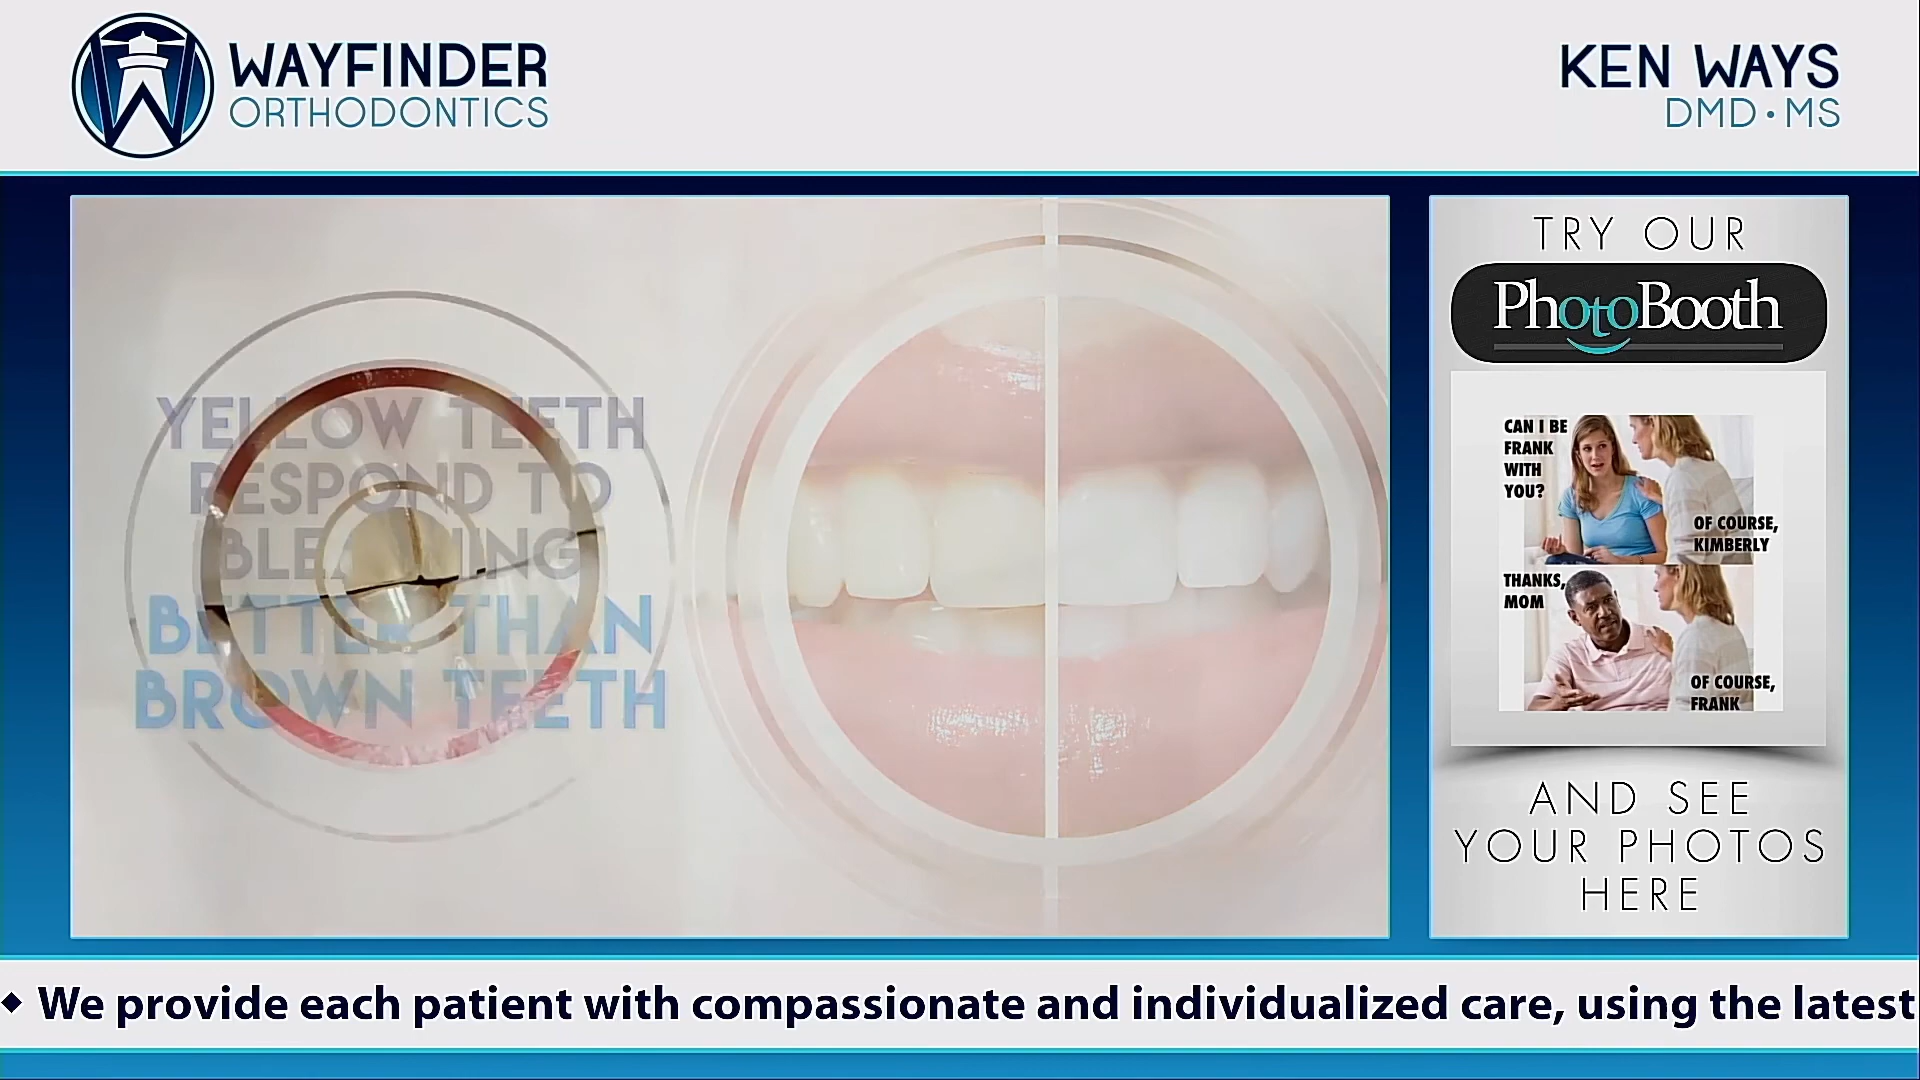 WAYFINDER
ORTHODONTICS
KEN WAYS
DMD • MS
YELLOW TEETH
RESPOND TO
BLEACHING
BETTER THAN
BROWN TEETH
TRY OUR
PhotoBooth
CAN I BE
FRANK
WITH
YOU?
OF COURSE,
KIMBERLY
THANKS,
MOM
OF COURSE,
FRANK
AND SEE
YOUR PHOTOS
HERE
◆ We provide each patient with compassionate and individualized care, using the latest